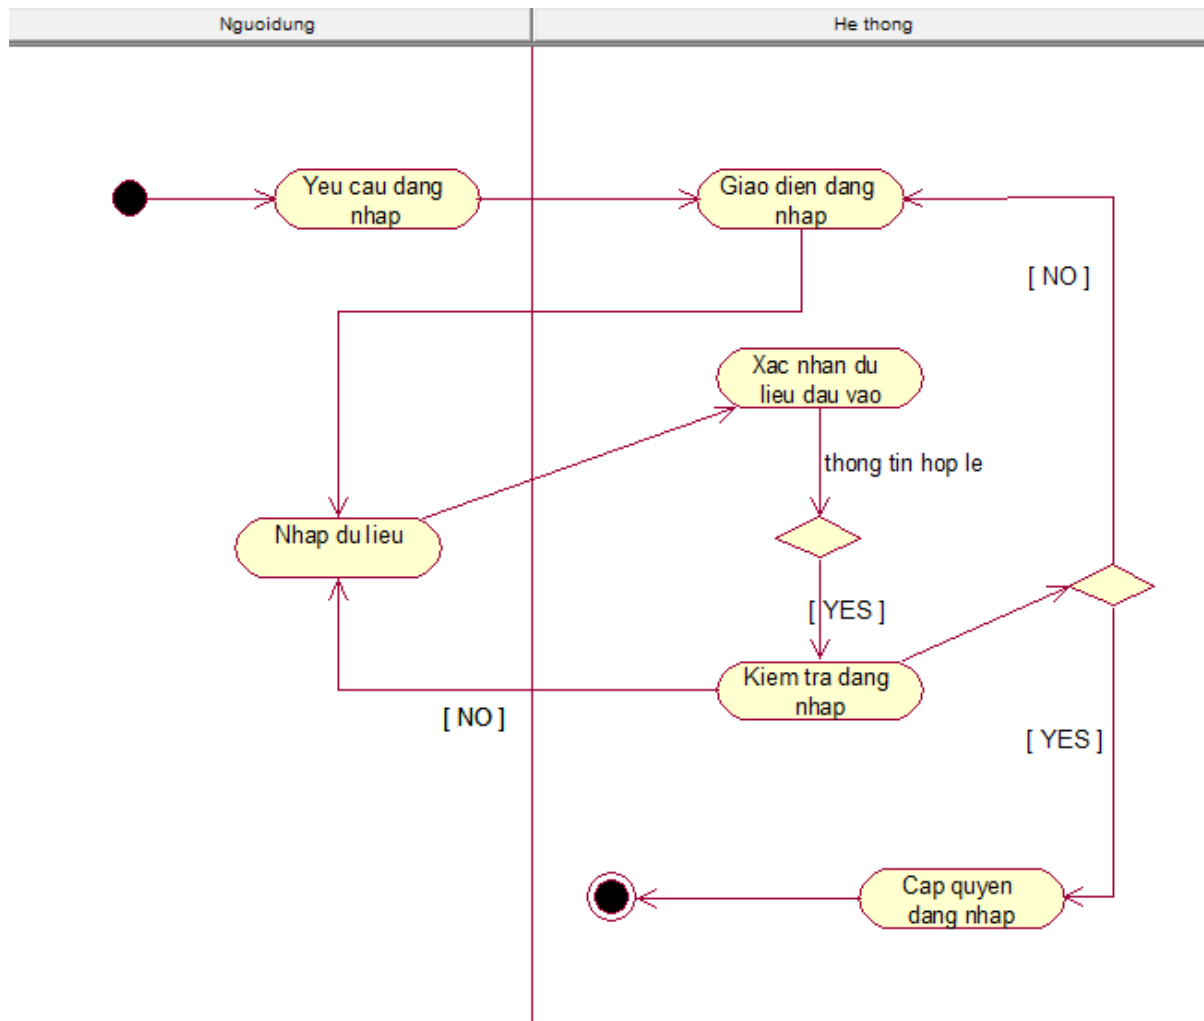 Nguoidung
He thong
Yeu cau dang
nhap
Giao dien dang
nhap
[ NO ]
Xac nhan du
lieu dau vao
thong tin hop le
Nhap du lieu
[ YES ]
Kiem tra dang
nhap
[ NO ]
[ YES ]
Cap quyen
dang nhap